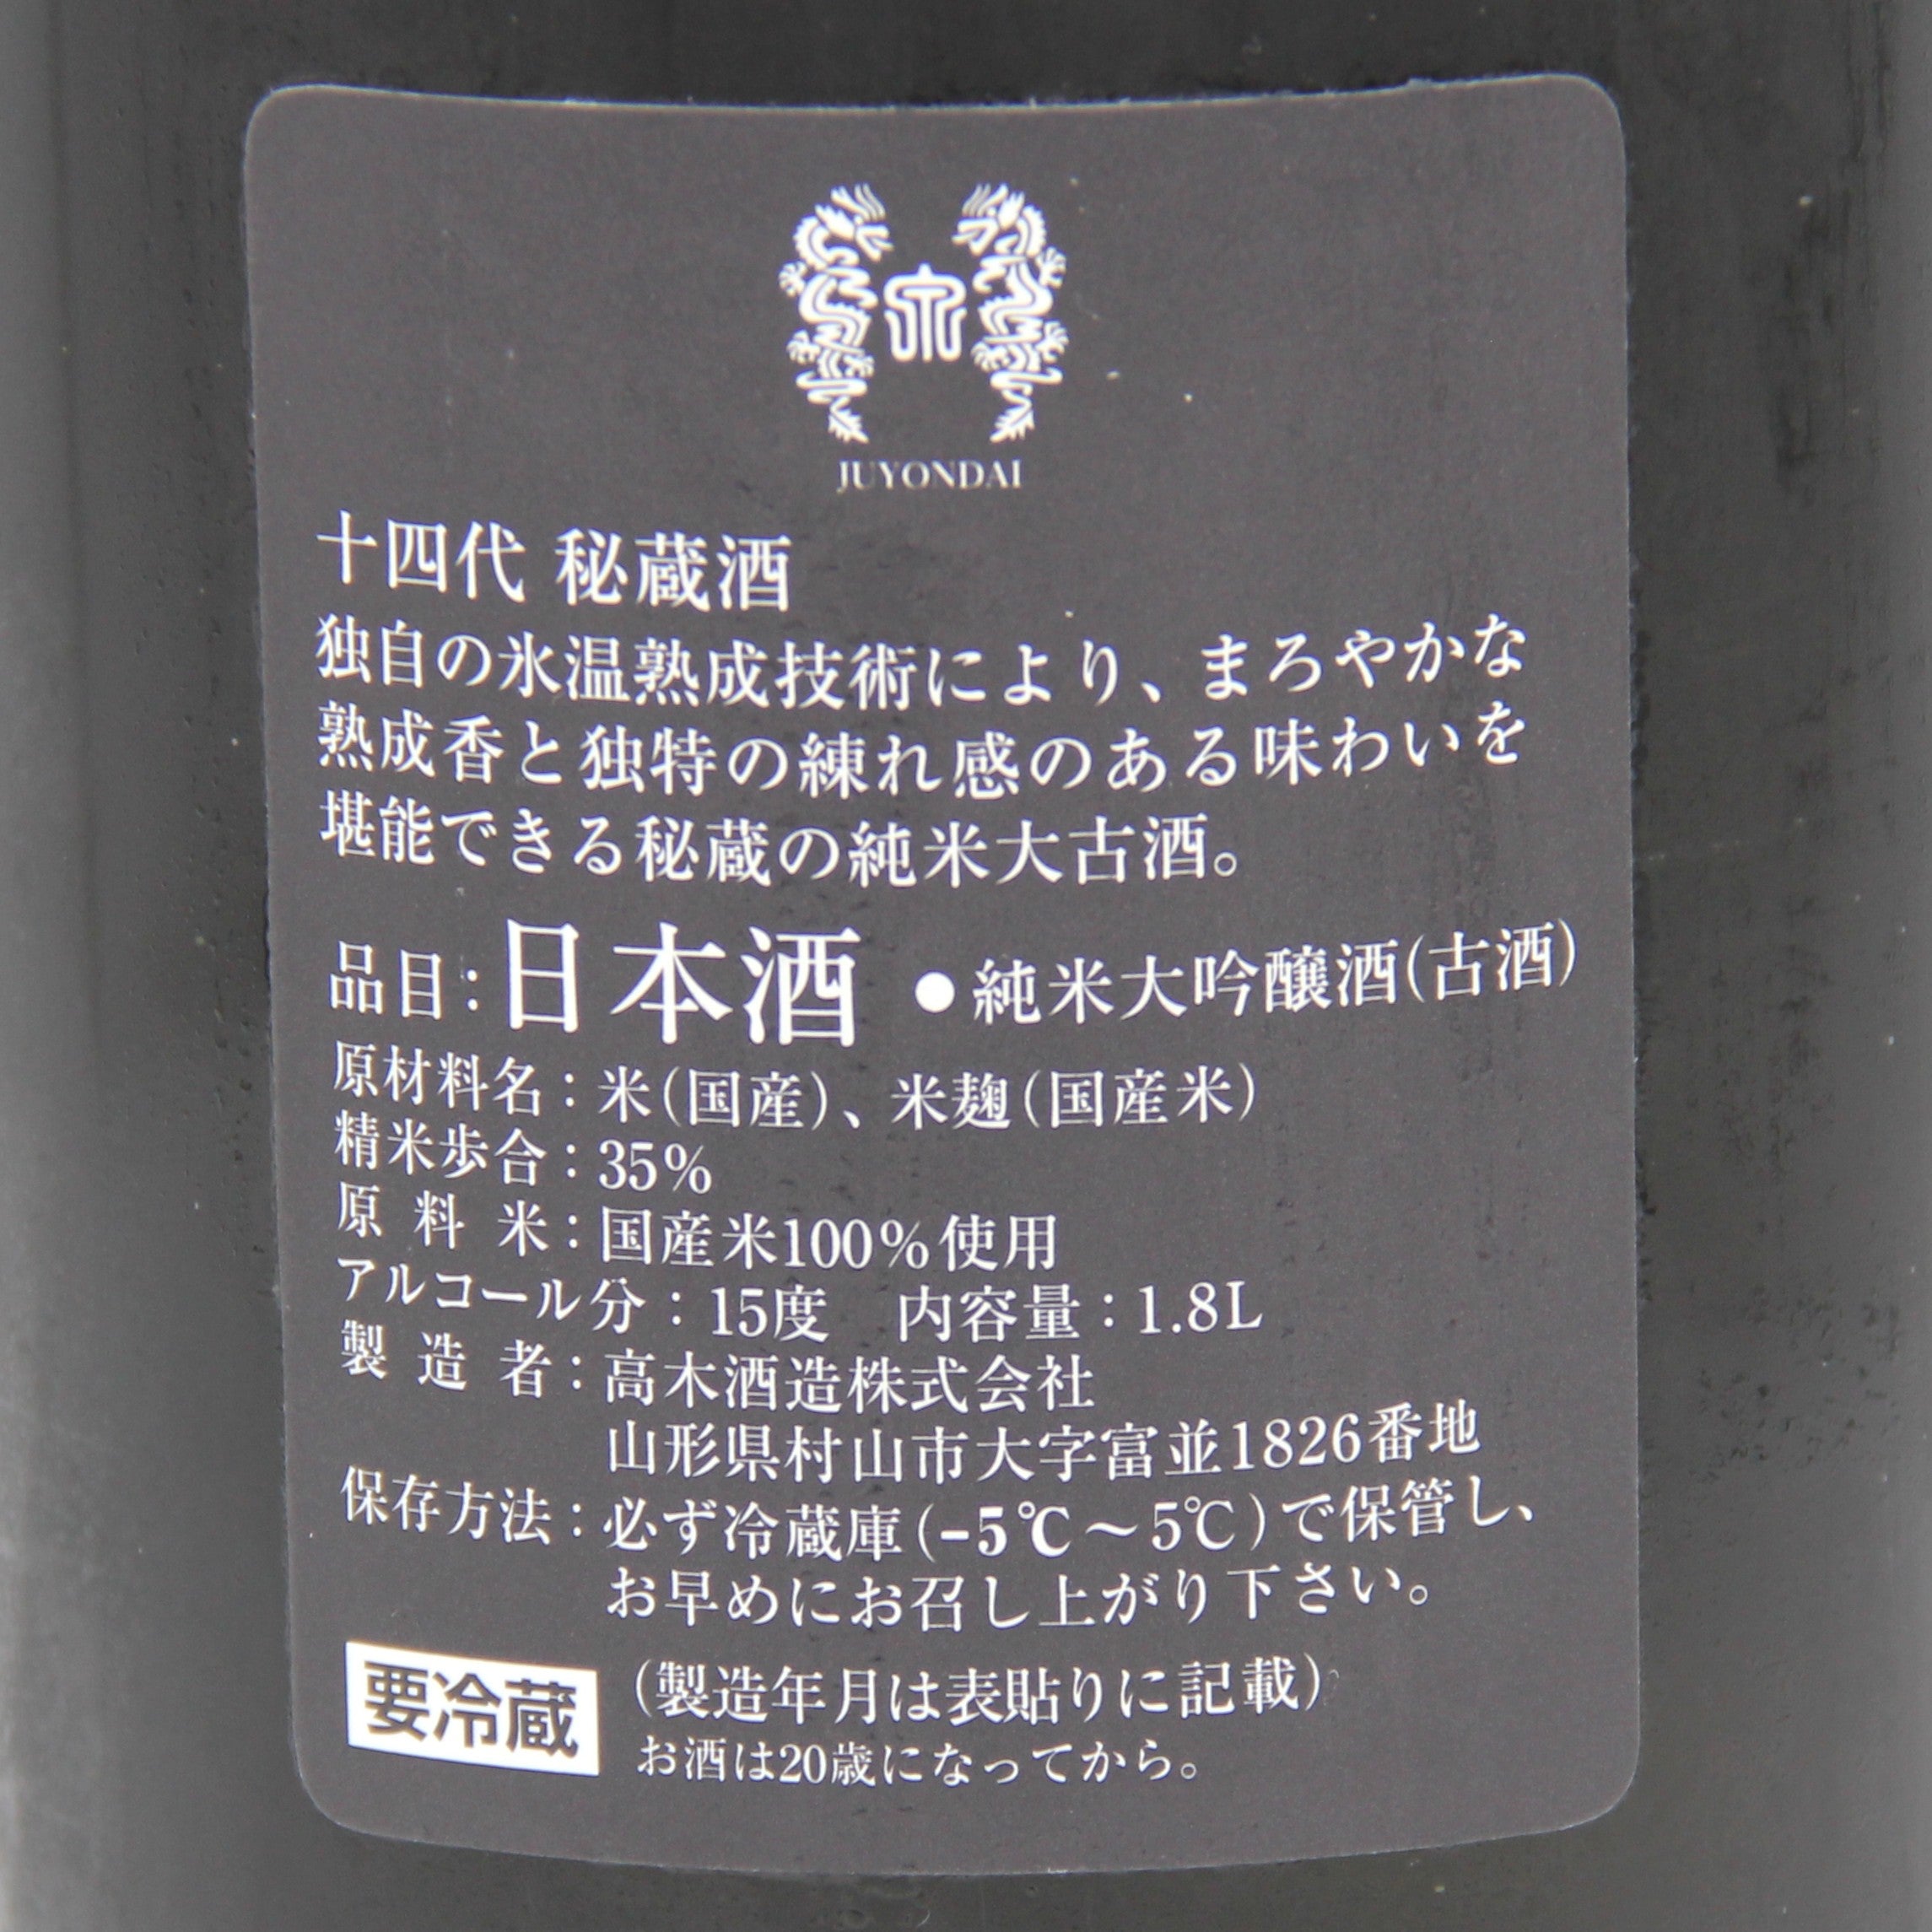 JUYONDAI
十四代 秘蔵酒
独自の氷温熟成技術により、まろやかな
熟成香と独特の練れ感のある味わいを
堪能できる秘蔵の純米大古酒。
品目：日本酒 ●純米大吟醸酒(古酒)
原材料名：米(国産)、米麹(国産米)
精米歩合：35%
原料米：国産米100%使用
アルコール分：15度 内容量：1.8L
製造者：高木酒造株式会社
山形県村山市大字富並1826番地
保存方法：必ず冷蔵庫(-5℃～5℃)で保管し、
お早めにお召し上がり下さい。
要冷蔵 (製造年月は表貼りに記載)
お酒は20歳になってから。